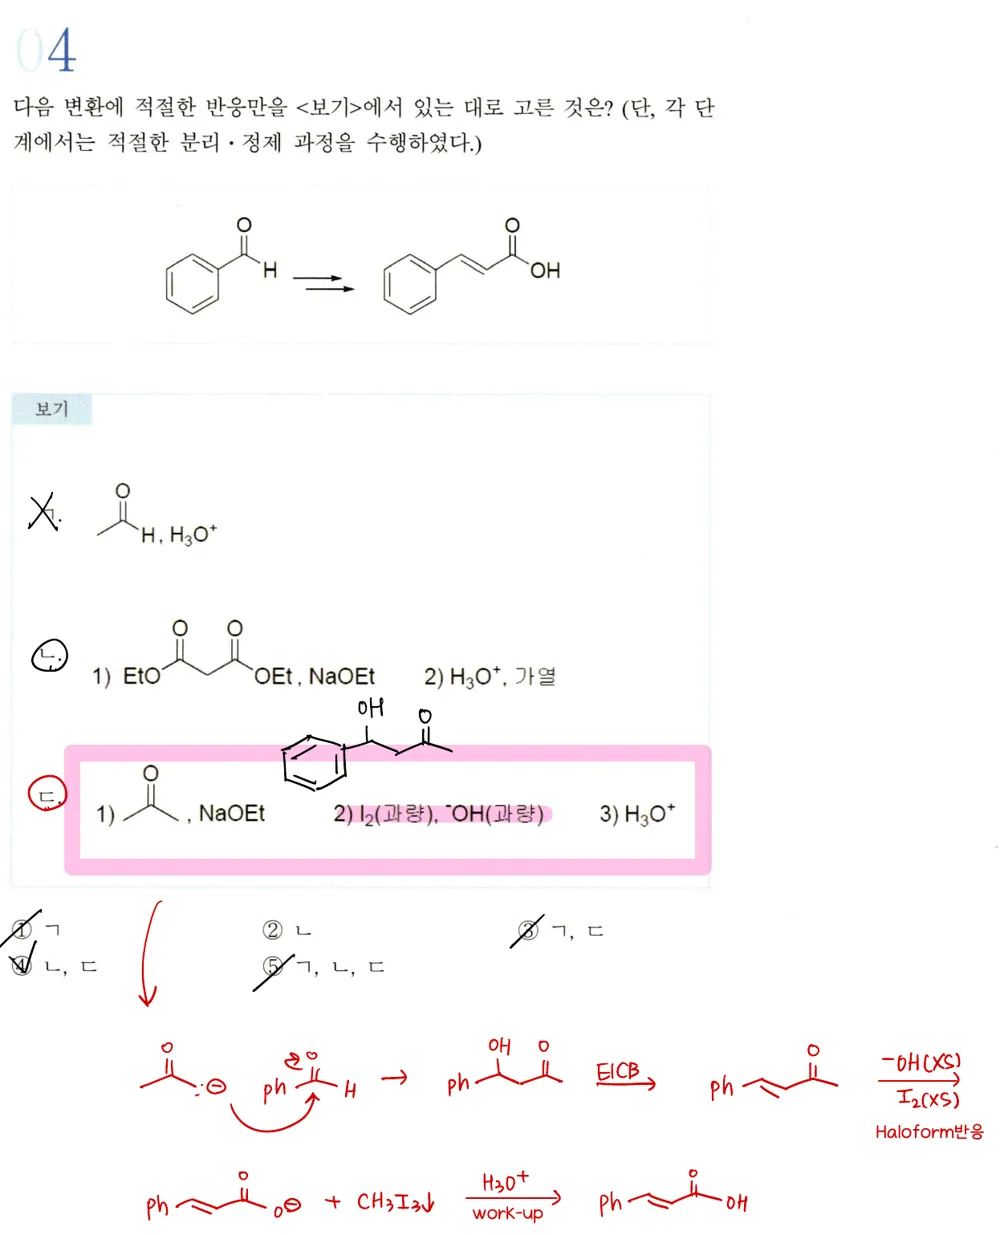 04
다음 변환에 적절한 반응만을 <보기>에서 있는 대로 고른 것은? (단, 각 단
계에서는 적절한 분리·정제 과정을 수행하였다.)
O
H
O
OH
보기
ㄱ.
O
H, H₃O⁺
ㄴ.
O O
1) EtO OEt, NaOEt 2) H₃O⁺, 가열
OH O
ㄷ.
O
1) , NaOEt 2) I₂(과량), ⁻OH(과량) 3) H₃O⁺
① ㄱ ② ㄴ ③ ㄱ, ㄷ
④ ㄴ, ㄷ ⑤ ㄱ, ㄴ, ㄷ
O ⊖ ph O H → OH O ph E1CB ph O ⁻OH(XS)
I₂(XS)
Haloform반응
ph O O⊖ + CH3I3↓ H3O⁺ ph O OH
work-up